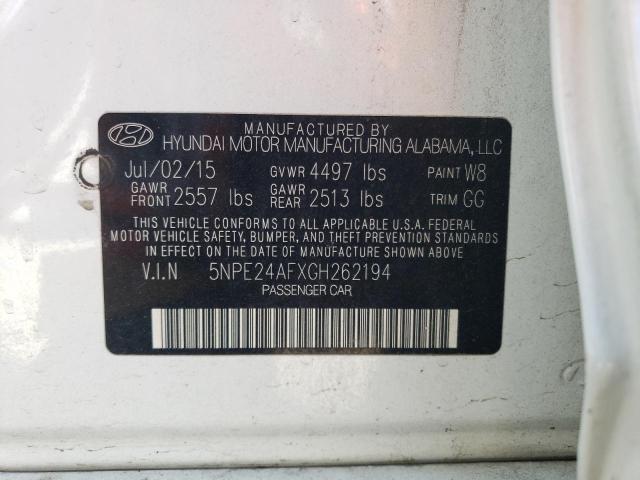 MANUFACTURED BY
HYUNDAI MOTOR MANUFACTURING ALABAMA, LLC
Jul/02/15 GVWR 4497 lbs PAINT W8
GAWR FRONT 2557 lbs GAWR REAR 2513 lbs TRIM GG
THIS VEHICLE CONFORMS TO ALL APPLICABLE U.S.A. FEDERAL
MOTOR VEHICLE SAFETY, BUMPER, AND THEFT PREVENTION
STANDARDS IN EFFECT ON THE DATE OF MANUFACTURE SHOWN ABOVE
V.I.N 5NPE24AFXGH262194
PASSENGER CAR